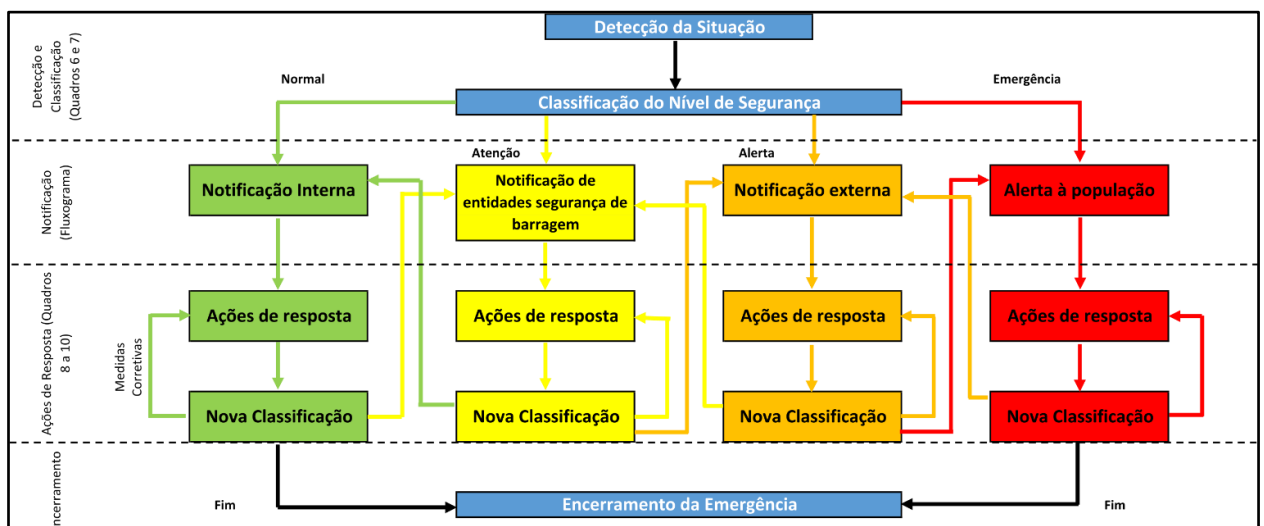 Detecção da Situação
Detecção e
Classificação
(Quadros 6 e 7)
Normal
Emergência
Classificação do Nível de Segurança
Notificação
(Fluxograma)
Atenção
Alerta
Notificação Interna
Notificação de
entidades segurança de
barragem
Notificação externa
Alerta à população
Ações de Resposta (Quadros
8 a 10)
Medidas
Corretivas
Ações de resposta
Ações de resposta
Ações de resposta
Ações de resposta
Nova Classificação
Nova Classificação
Nova Classificação
Nova Classificação
ncerramento
Fim
Encerramento da Emergência
Fim